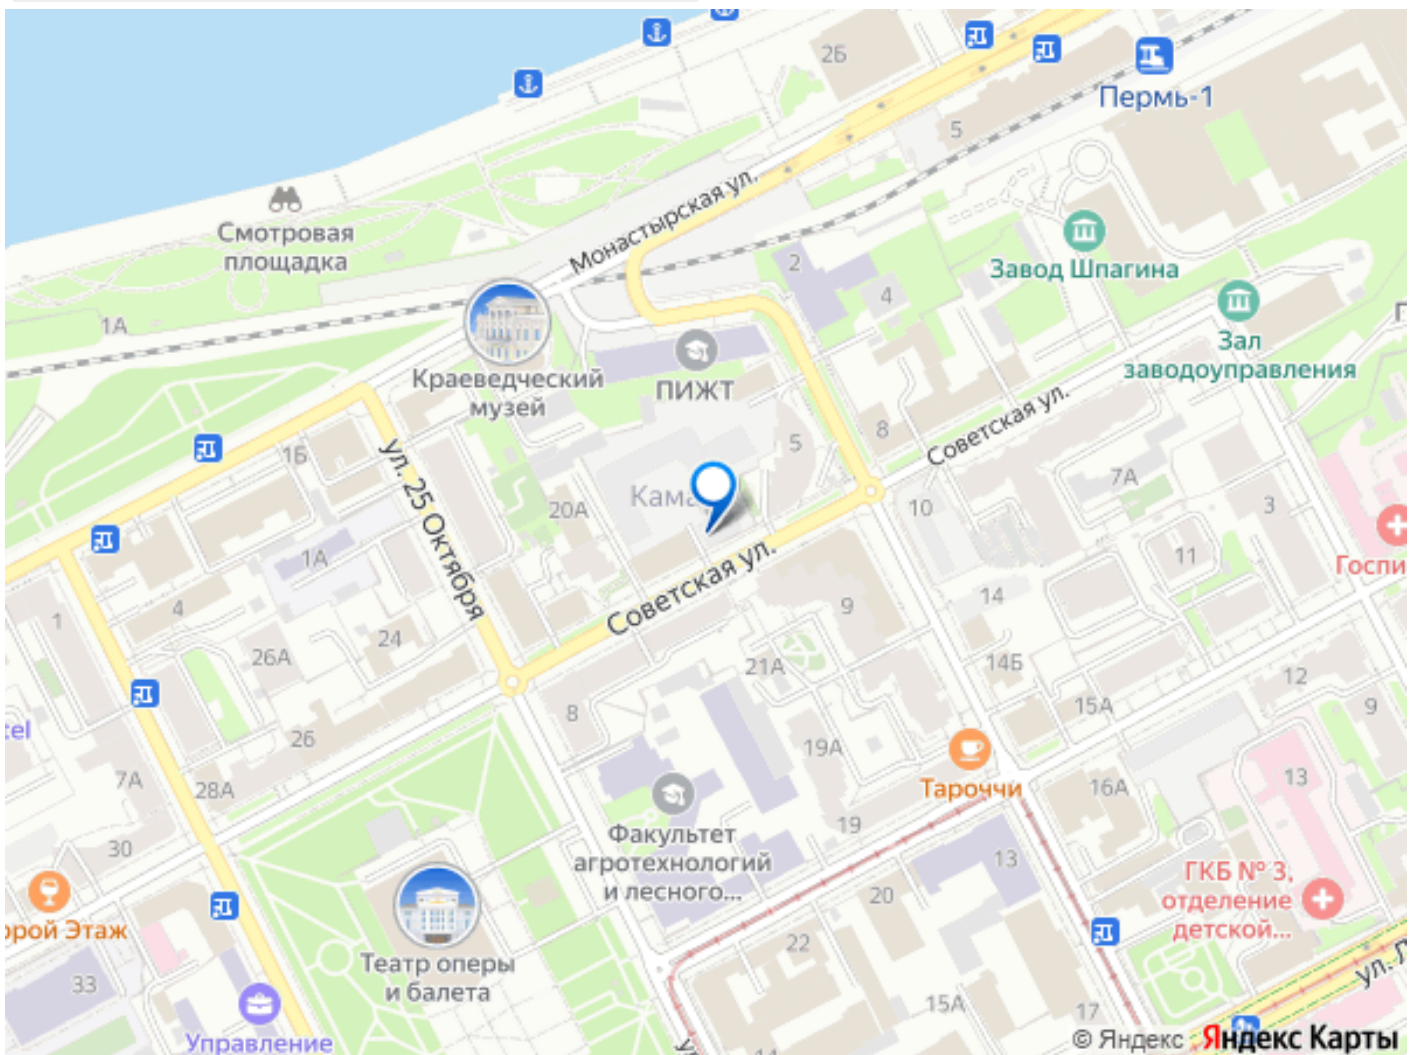 2Б
Пермь-1
5
Монастырская ул.
Смотровая
площадка
2
Завод Шпагина
4
1А
Зал
заводоуправления
Краеведческий
музей
ПИЖТ
Советская ул.
8
5
1Б
ул. 25 Октября
7А
20А
10
3
11
Госпи
1А
Советская ул.
14
9
4
1
24
26А
21А
14Б
12
15А
9
8
26
19А
7А
28А
Тароччи
16А
13
Факультет
агротехнологий
и лесного...
19
30
13
20
ГКБ № 3,
отделение
детской...
22
Театр оперы
и балета
33
15А
17
Управление
© Яндекс
Яндекс Карты